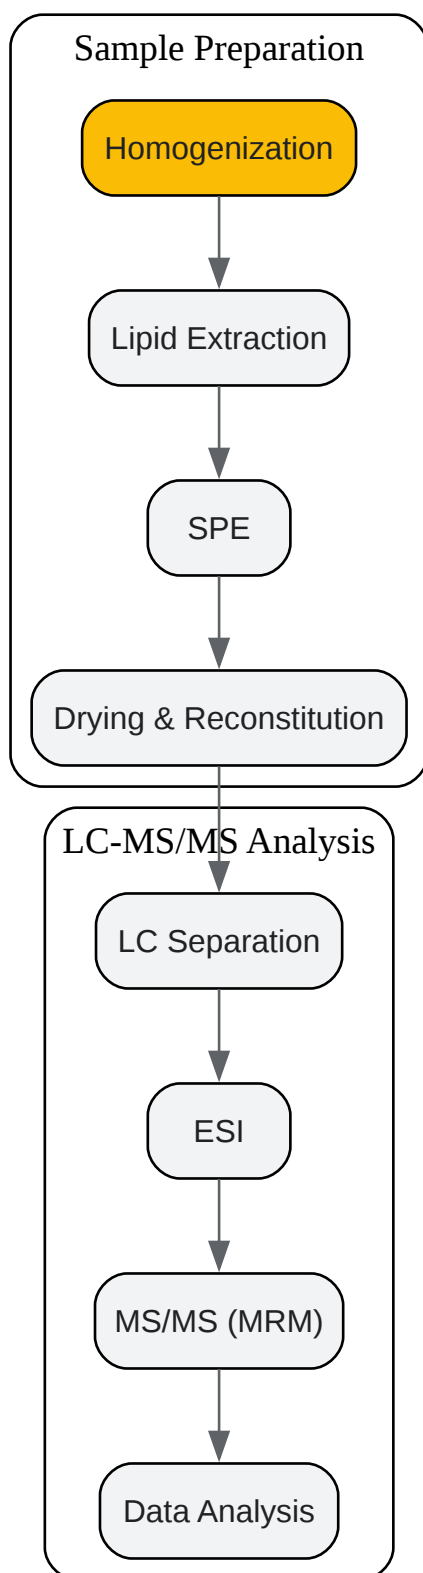 Sample Preparation
Homogenization
Lipid Extraction
SPE
Drying & Reconstitution
LC-MS/MS Analysis
LC Separation
ESI
MS/MS (MRM)
Data Analysis